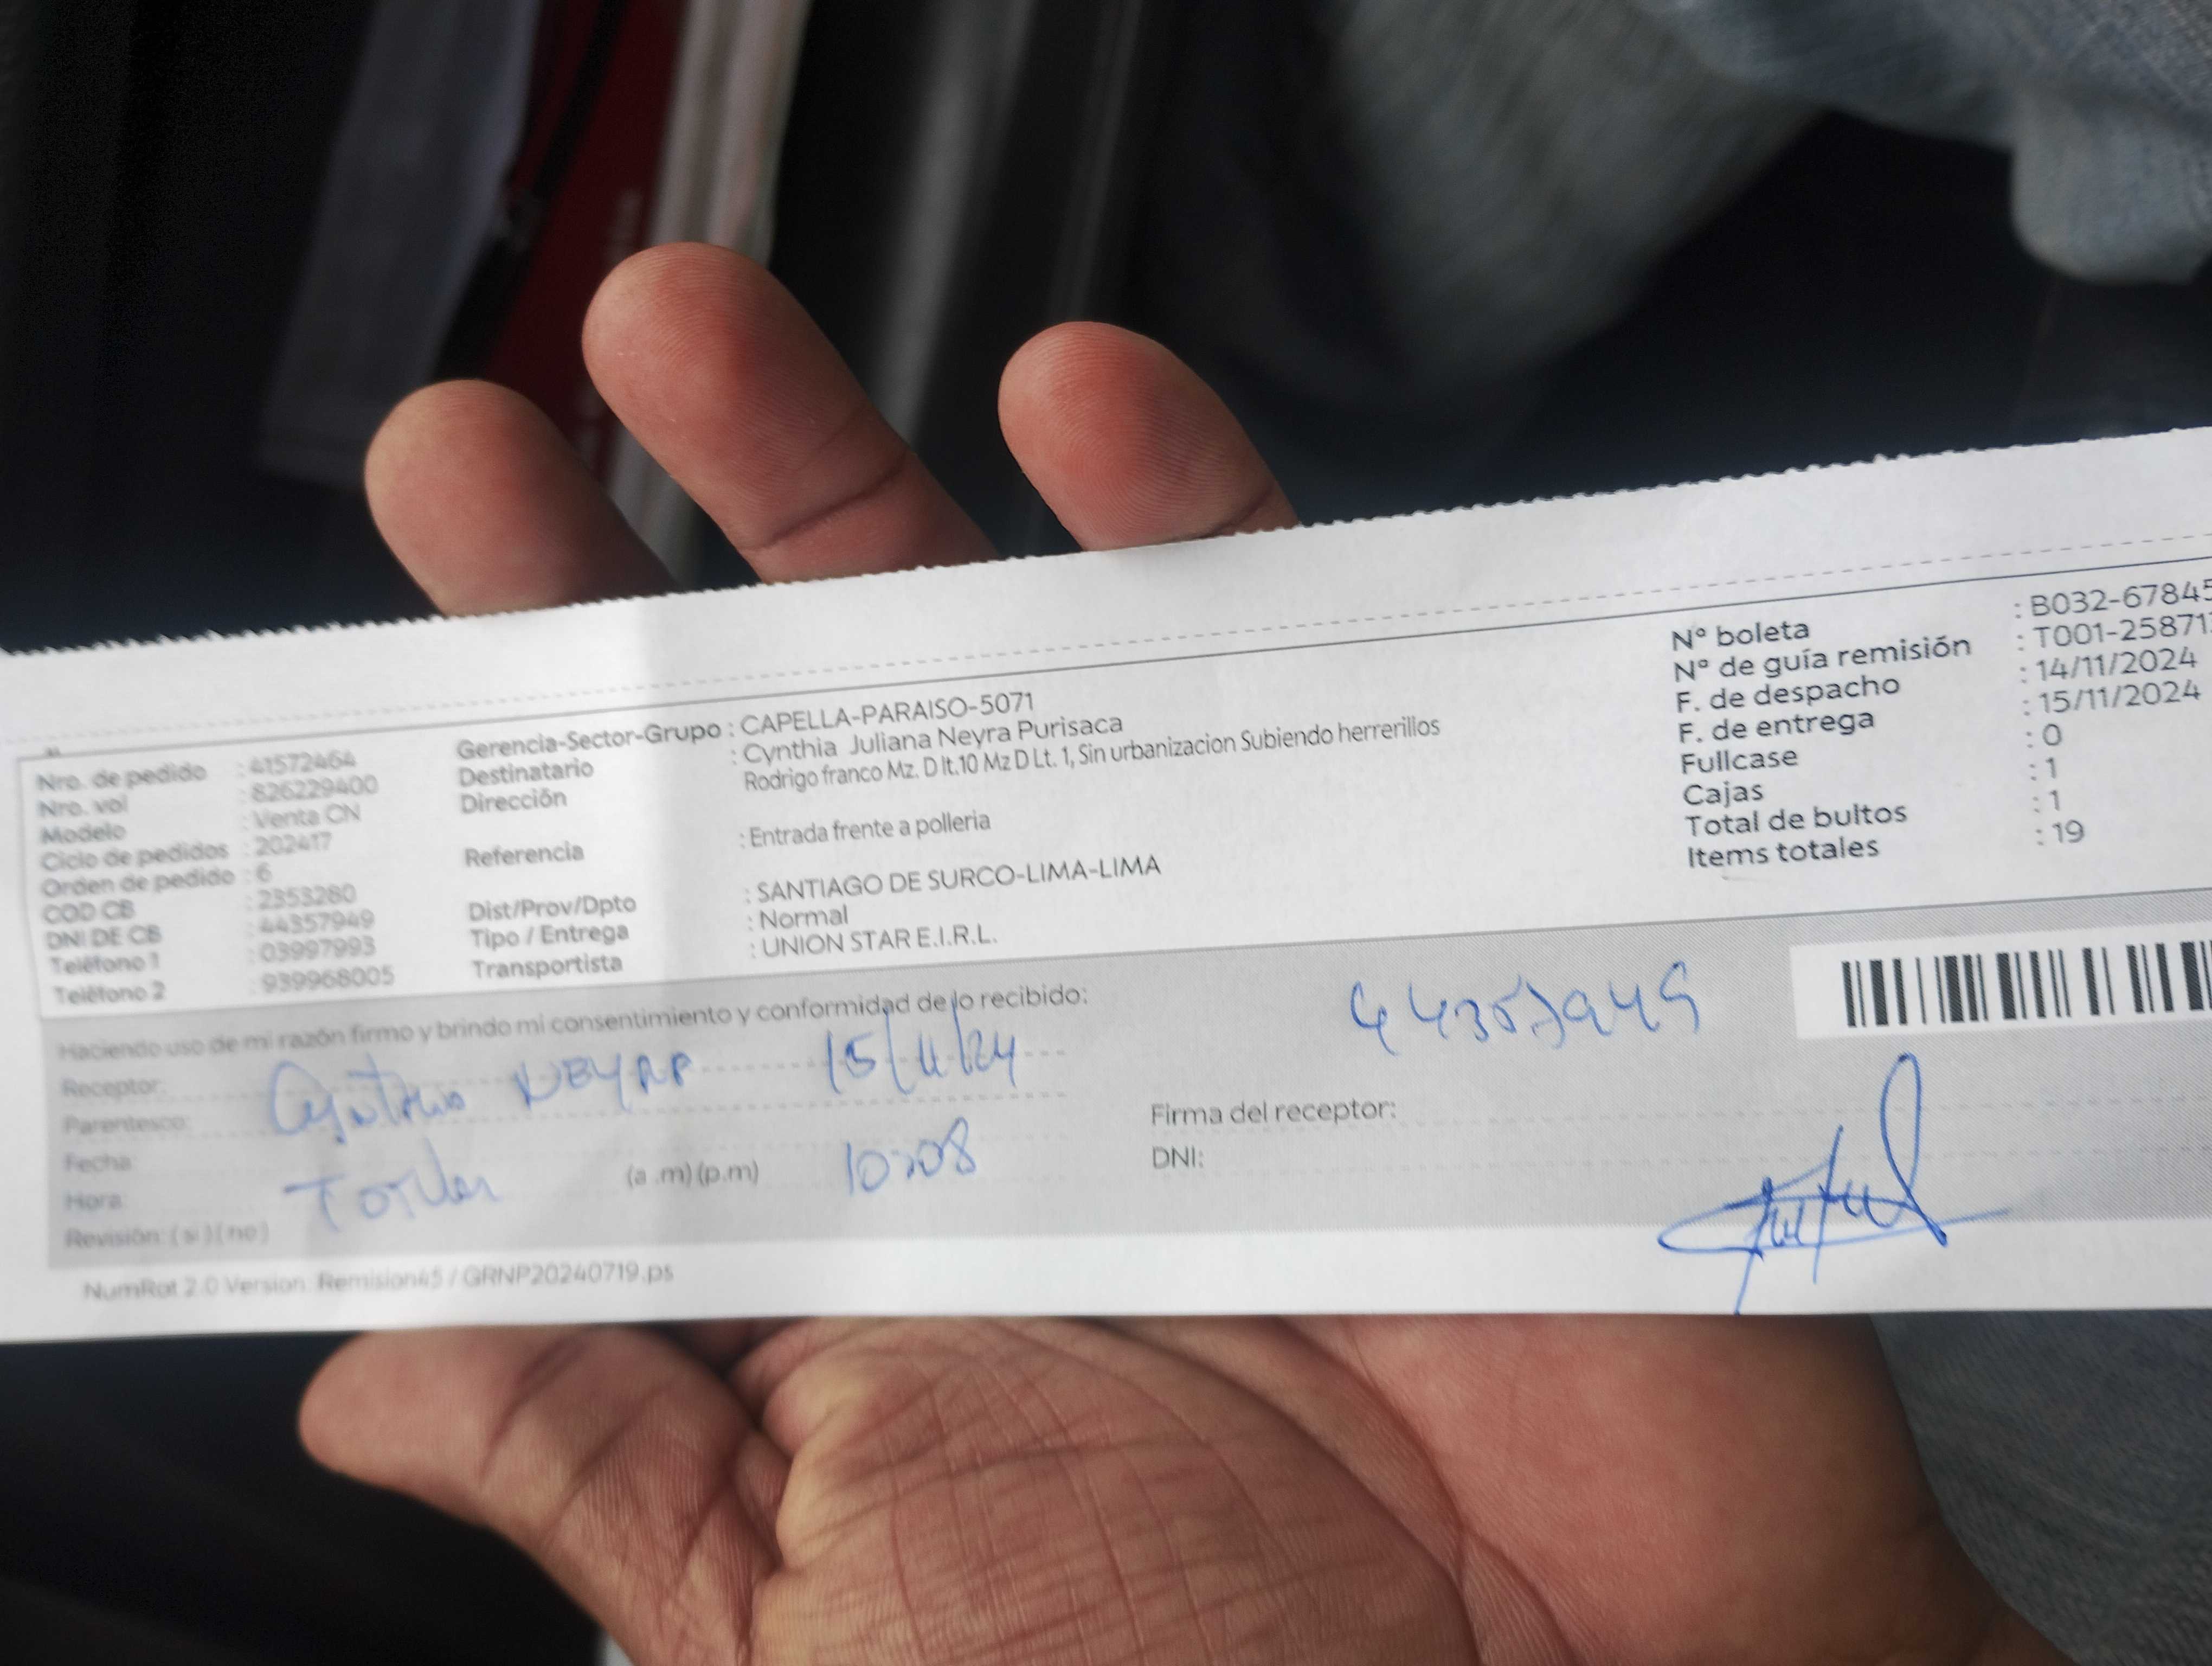 Nro. de pedido : 41572464
Nro. vol : 826229400
Modelo : Venta CN
Ciclo de pedidos : 202417
Orden de pedido : 6
COD CB : 2353280
DNI DE CB : 44357949
Teléfono 1 : 03997993
Teléfono 2 : 939968005
Gerencia-Sector-Grupo : CAPELLA-PARAISO-5071
Destinatario : Cynthia Juliana Neyra Purisaca
Dirección Rodrigo franco Mz. D lt.10 Mz D Lt. 1, Sin urbanizacion Subiendo herrerillos
Referencia : Entrada frente a polleria
Dist/Prov/Dpto : SANTIAGO DE SURCO-LIMA-LIMA
Tipo / Entrega : Normal
Transportista : UNION STAR E.I.R.L.
Nº boleta : B032-67845
Nº de guía remisión : T001-25871
F. de despacho : 14/11/2024
F. de entrega : 15/11/2024
Fullcase : 0
Cajas : 1
Total de bultos : 1
Items totales : 19
Haciendo uso de mi razón firmo y brindo mi consentimiento y conformidad de lo recibido:
Receptor:
Parentesco:
Fecha:
Hora:
Revisión: ( si ) ( no )
NEYRA 15/11/24
(a .m) (p.m) 10:08
44357949
Firma del receptor:
DNI:
NumRot 2.0 Version: Remision45 / GRNP20240719.ps